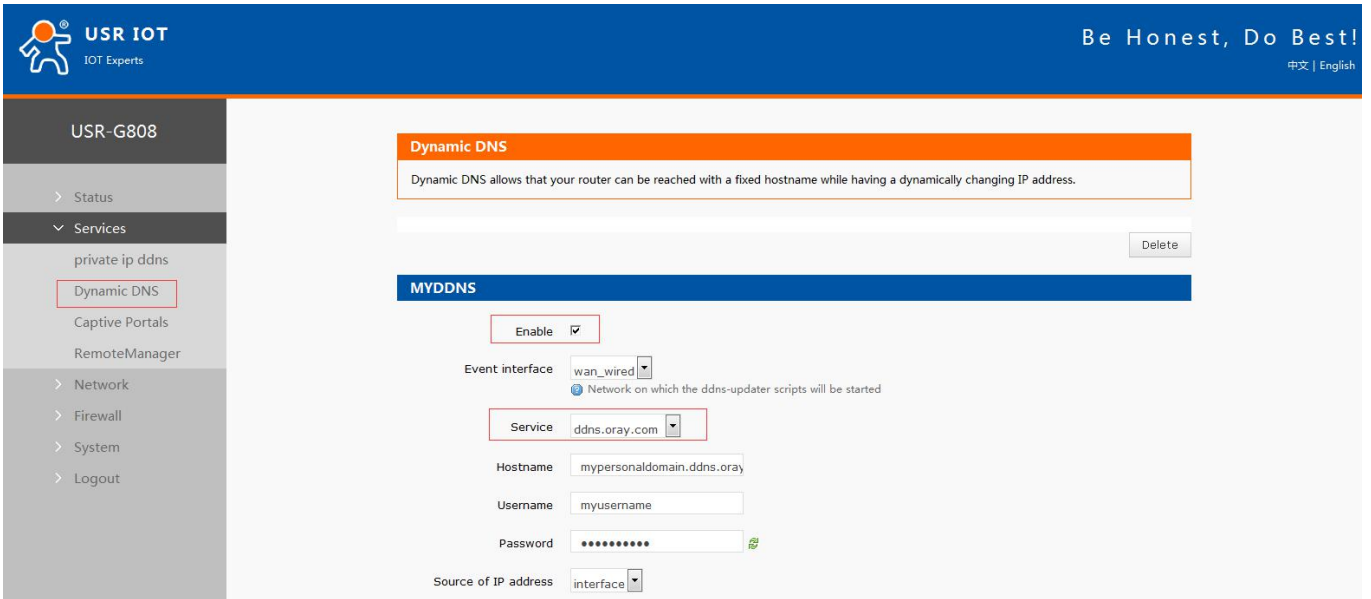 USR IOT
IOT Experts
®
Be Honest, Do Best!
中文 | English
USR-G808
Status
Services
private ip ddns
Dynamic DNS
Captive Portals
RemoteManager
Network
Firewall
System
Logout
Dynamic DNS
Dynamic DNS allows that your router can be reached with a fixed hostname while having a dynamically changing IP address.
Delete
MYDDNS
Enable
Event interface wan_wired
Network on which the ddns-updater scripts will be started
Service ddns.oray.com
Hostname mypersonaldomain.ddns.oray
Username myusername
Password ••••••••••
Source of IP address interface